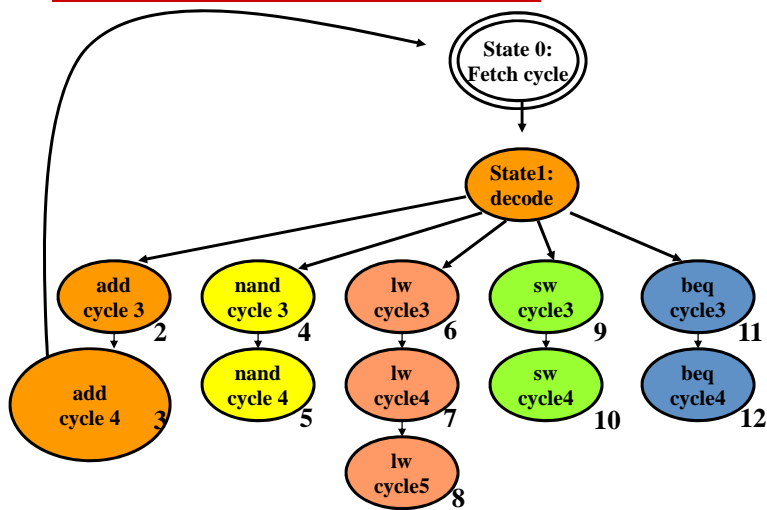 State 0:
Fetch cycle
State1:
decode
add
cycle 3
2
nand
cycle 3
4
lw
cycle3
6
sw
cycle3
9
beq
cycle3
11
add
cycle 4
3
nand
cycle 4
5
lw
cycle4
7
sw
cycle4
10
beq
cycle4
12
lw
cycle5
8